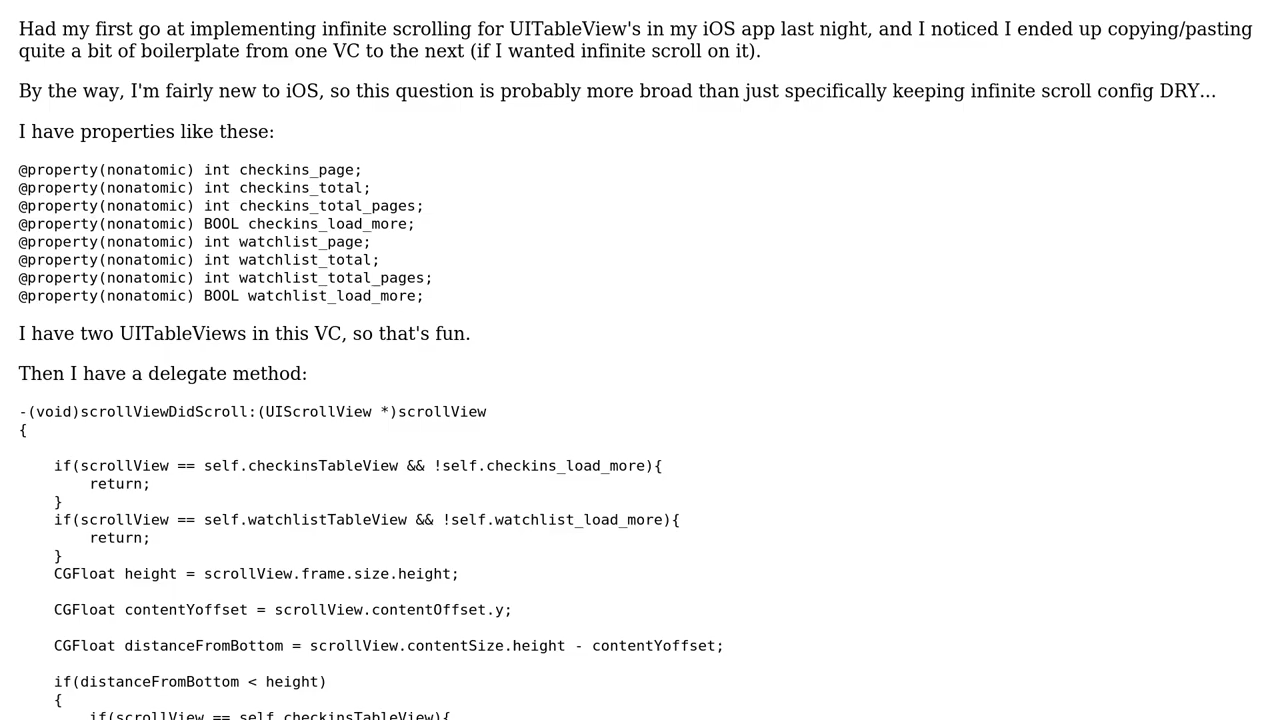 Had my first go at implementing infinite scrolling for UITableView's in my iOS app last night, and I noticed I ended up copying/pasting
quite a bit of boilerplate from one VC to the next (if I wanted infinite scroll on it).
By the way, I'm fairly new to iOS, so this question is probably more broad than just specifically keeping infinite scroll config DRY...
I have properties like these:
@property(nonatomic) int checkins_page;
@property(nonatomic) int checkins_total;
@property(nonatomic) int checkins_total_pages;
@property(nonatomic) BOOL checkins_load_more;
@property(nonatomic) int watchlist_page;
@property(nonatomic) int watchlist_total;
@property(nonatomic) int watchlist_total_pages;
@property(nonatomic) BOOL watchlist_load_more;
I have two UITableViews in this VC, so that's fun.
Then I have a delegate method:
-(void)scrollViewDidScroll:(UIScrollView *)scrollView
{
    if(scrollView == self.checkinsTableView && !self.checkins_load_more){
        return;
    }
    if(scrollView == self.watchlistTableView && !self.watchlist_load_more){
        return;
    }
    CGFloat height = scrollView.frame.size.height;
    CGFloat contentYoffset = scrollView.contentOffset.y;
    CGFloat distanceFromBottom = scrollView.contentSize.height - contentYoffset;
    if(distanceFromBottom < height)
    {
        if(scrollView == self.checkinsTableView){